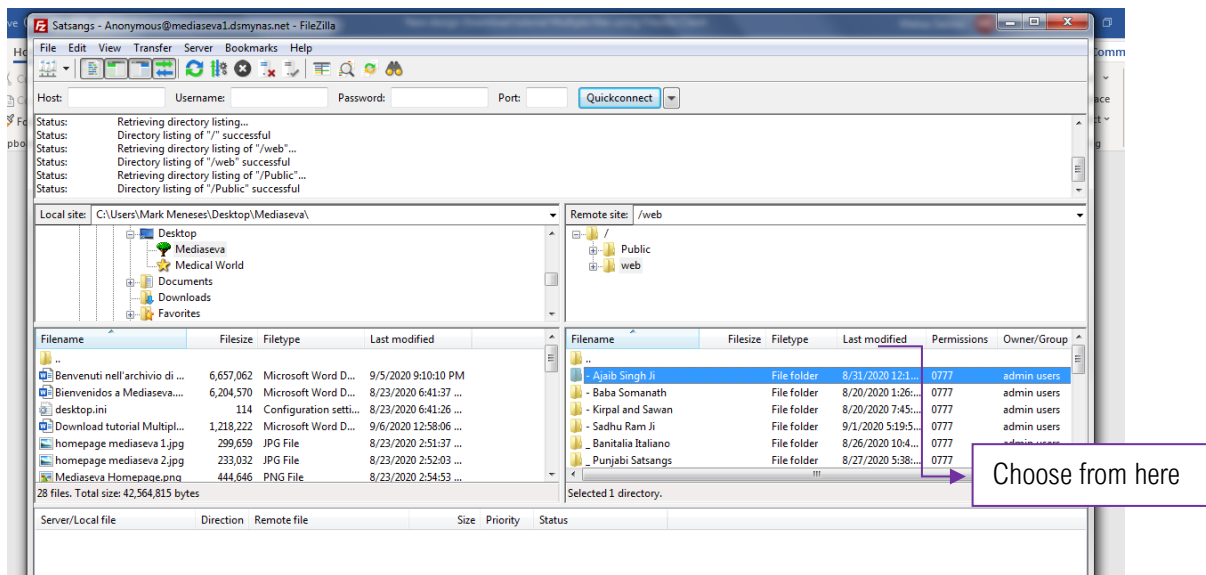 Satsangs - Anonymous@mediaseva1.dsmynas.net - FileZilla
File Edit View Transfer Server Bookmarks Help
Host: Username: Password: Port: Quickconnect
Status: Retrieving directory listing...
Status: Directory listing of "/" successful
Status: Retrieving directory listing of "/web"...
Status: Directory listing of "/web" successful
Status: Retrieving directory listing of "/Public"...
Status: Directory listing of "/Public" successful
Local site: C:\Users\Mark Meneses\Desktop\Mediaseva\
Desktop
Mediaseva
Medical World
Documents
Downloads
Favorites
Remote site: /web
/
Public
web
Filename Filesize Filetype Last modified
..
Benvenuti nell'archivio di ... 6,657,062 Microsoft Word D... 9/5/2020 9:10:10 PM
Bienvenidos a Mediaseva.... 6,204,570 Microsoft Word D... 8/23/2020 6:41:37 ...
desktop.ini 114 Configuration setti... 8/23/2020 6:41:26 ...
Download tutorial Multipl... 1,218,222 Microsoft Word D... 9/6/2020 12:58:06 ...
homepage mediaseva 1.jpg 299,659 JPG File 8/23/2020 2:51:37 ...
homepage mediaseva 2.jpg 233,032 JPG File 8/23/2020 2:52:03 ...
Mediaseva Homepage.png 444,646 PNG File 8/23/2020 2:54:53 ...
28 files. Total size: 42,564,815 bytes
Filename Filesize Filetype Last modified Permissions Owner/Group
..
- Ajaib Singh Ji File folder 8/31/2020 12:1... 0777 admin users
- Baba Somanath File folder 8/20/2020 1:26:... 0777 admin users
- Kirpal and Sawan File folder 8/20/2020 7:45:... 0777 admin users
- Sadhu Ram Ji File folder 9/1/2020 5:19:5... 0777 admin users
_ Banitalia Italiano File folder 8/26/2020 10:4... 0777 admin users
_ Punjabi Satsangs File folder 8/27/2020 5:38:... 0777
Selected 1 directory.
Choose from here
Server/Local file Direction Remote file Size Priority Status